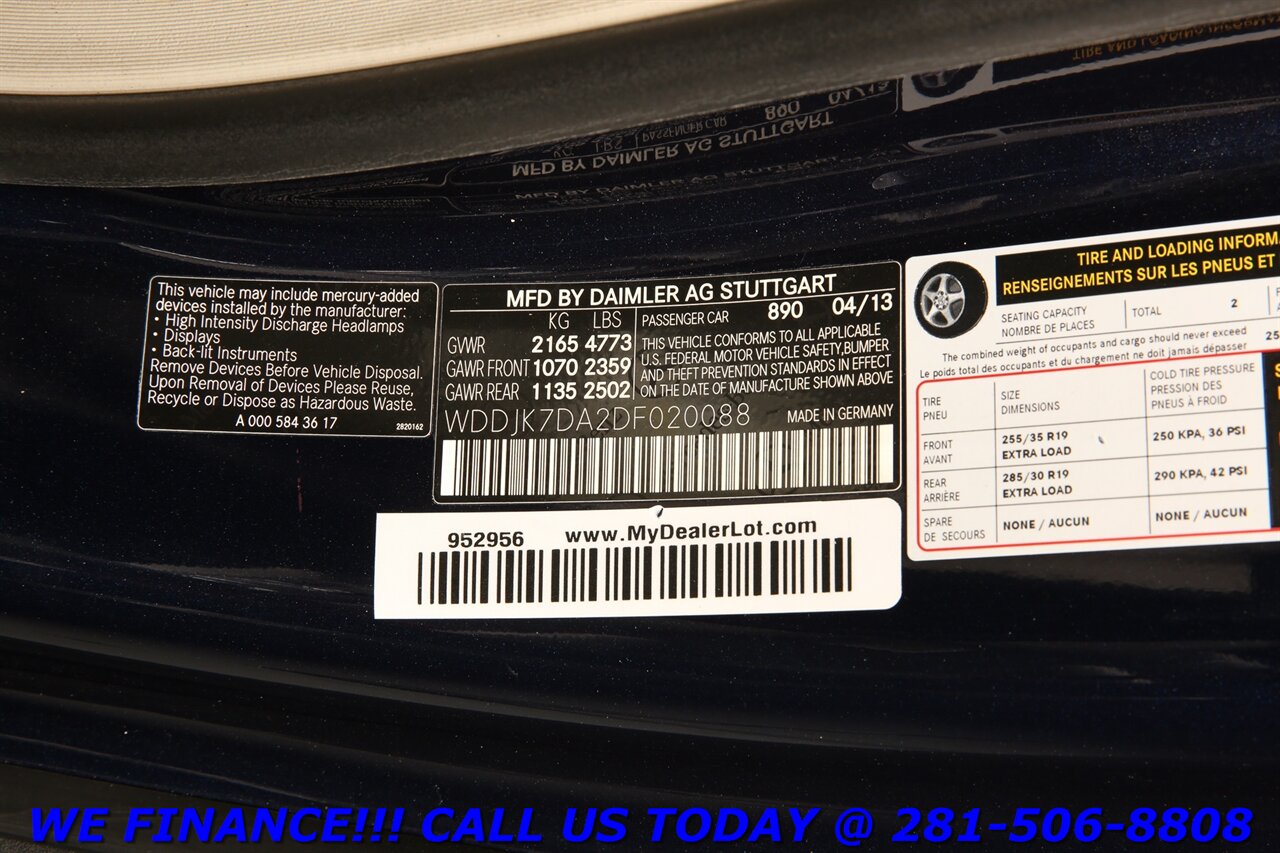 This vehicle may include mercury-added
devices installed by the manufacturer:
• High Intensity Discharge Headlamps
• Displays
• Back-lit Instruments
Remove Devices Before Vehicle Disposal.
Upon Removal of Devices Please Reuse,
Recycle or Dispose as Hazardous Waste.
A 000 584 36 17
2820162
MFD BY DAIMLER AG STUTTGART
KG LBS
GVWR 2165 4773
GAWR FRONT 1070 2359
GAWR REAR 1135 2502
PASSENGER CAR 890 04/13
THIS VEHICLE CONFORMS TO ALL APPLICABLE
U.S. FEDERAL MOTOR VEHICLE SAFETY, BUMPER
AND THEFT PREVENTION STANDARDS IN EFFECT
ON THE DATE OF MANUFACTURE SHOWN ABOVE
WDDJK7DA2DF020088
MADE IN GERMANY
952956 www.MyDealerLot.com
TIRE AND LOADING INFORMA
RENSEIGNEMENTS SUR LES PNEUS ET
SEATING CAPACITY
NOMBRE DE PLACES
TOTAL 2
The combined weight of occupants and cargo should never exceed
Le poids total des occupants et du chargement ne doit jamais dépasser
TIRE
PNEU
SIZE
DIMENSIONS
COLD TIRE PRESSURE
PRESSION DES
PNEUS À FROID
FRONT
AVANT
255/35 R19
EXTRA LOAD
250 KPA, 36 PSI
REAR
ARRIÈRE
285/30 R19
EXTRA LOAD
290 KPA, 42 PSI
SPARE
DE SECOURS
NONE / AUCUN
NONE / AUCUN
WE FINANCE!!! CALL US TODAY @ 281-506-8808